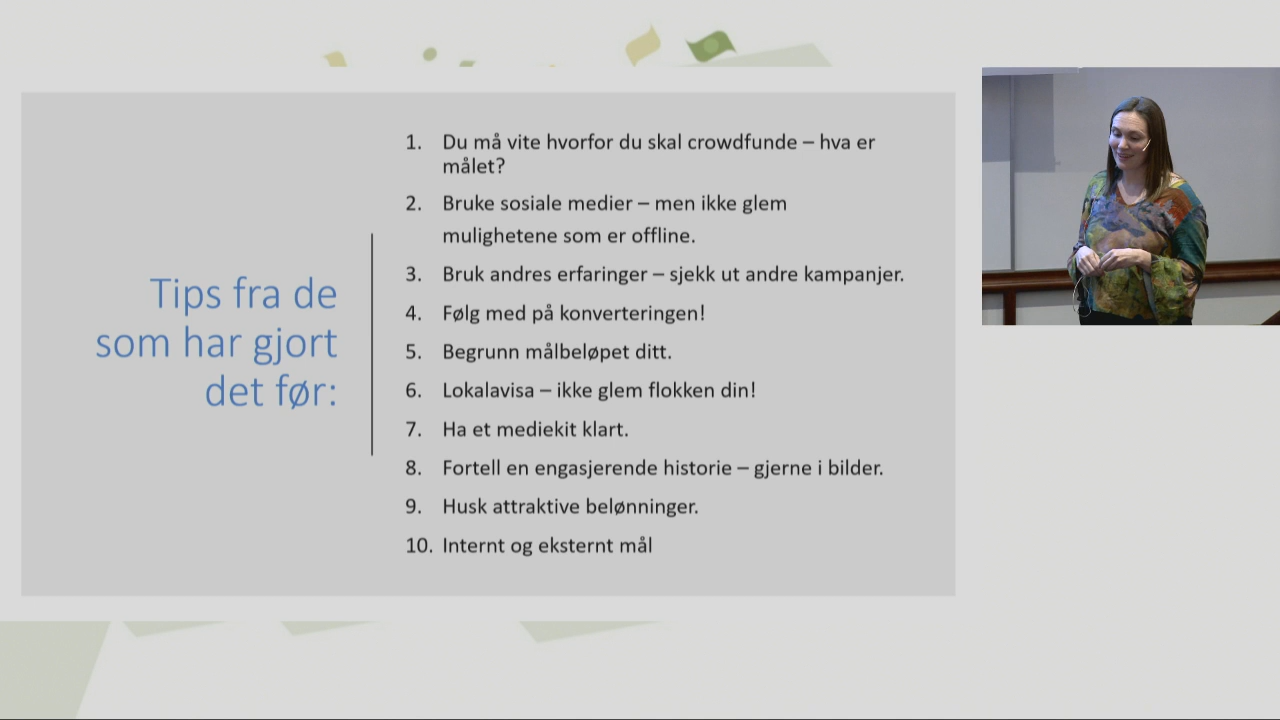 Tips fra de
som har gjort
det før:
1. Du må vite hvorfor du skal crowdfunde – hva er
målet?
2. Bruke sosiale medier – men ikke glem
mulighetene som er offline.
3. Bruk andres erfaringer – sjekk ut andre kampanjer.
4. Følg med på konverteringen!
5. Begrunn målbeløpet ditt.
6. Lokalavisa – ikke glem flokken din!
7. Ha et mediekit klart.
8. Fortell en engasjerende historie – gjerne i bilder.
9. Husk attraktive belønninger.
10. Internt og eksternt mål